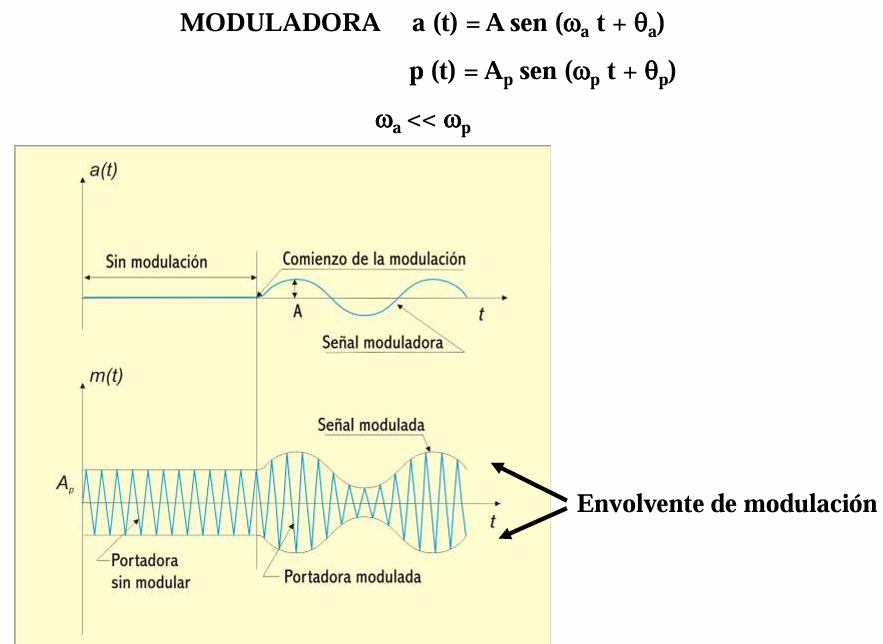 MODULADORA a (t) = A sen (ωa t + θa)
p (t) = Ap sen (ωp t + θp)
ωa << ωp
a(t)
Sin modulación
Comienzo de la modulación
A
t
Señal moduladora
m(t)
Señal modulada
Ap
t
Envolvente de modulación
Portadora
sin modular
Portadora modulada